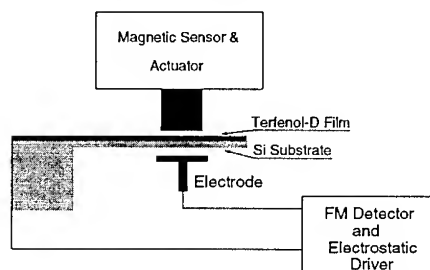 Magnetic Sensor &
Actuator
Terfenol-D Film
Si Substrate
Electrode
FM Detector
and
Electrostatic
Driver